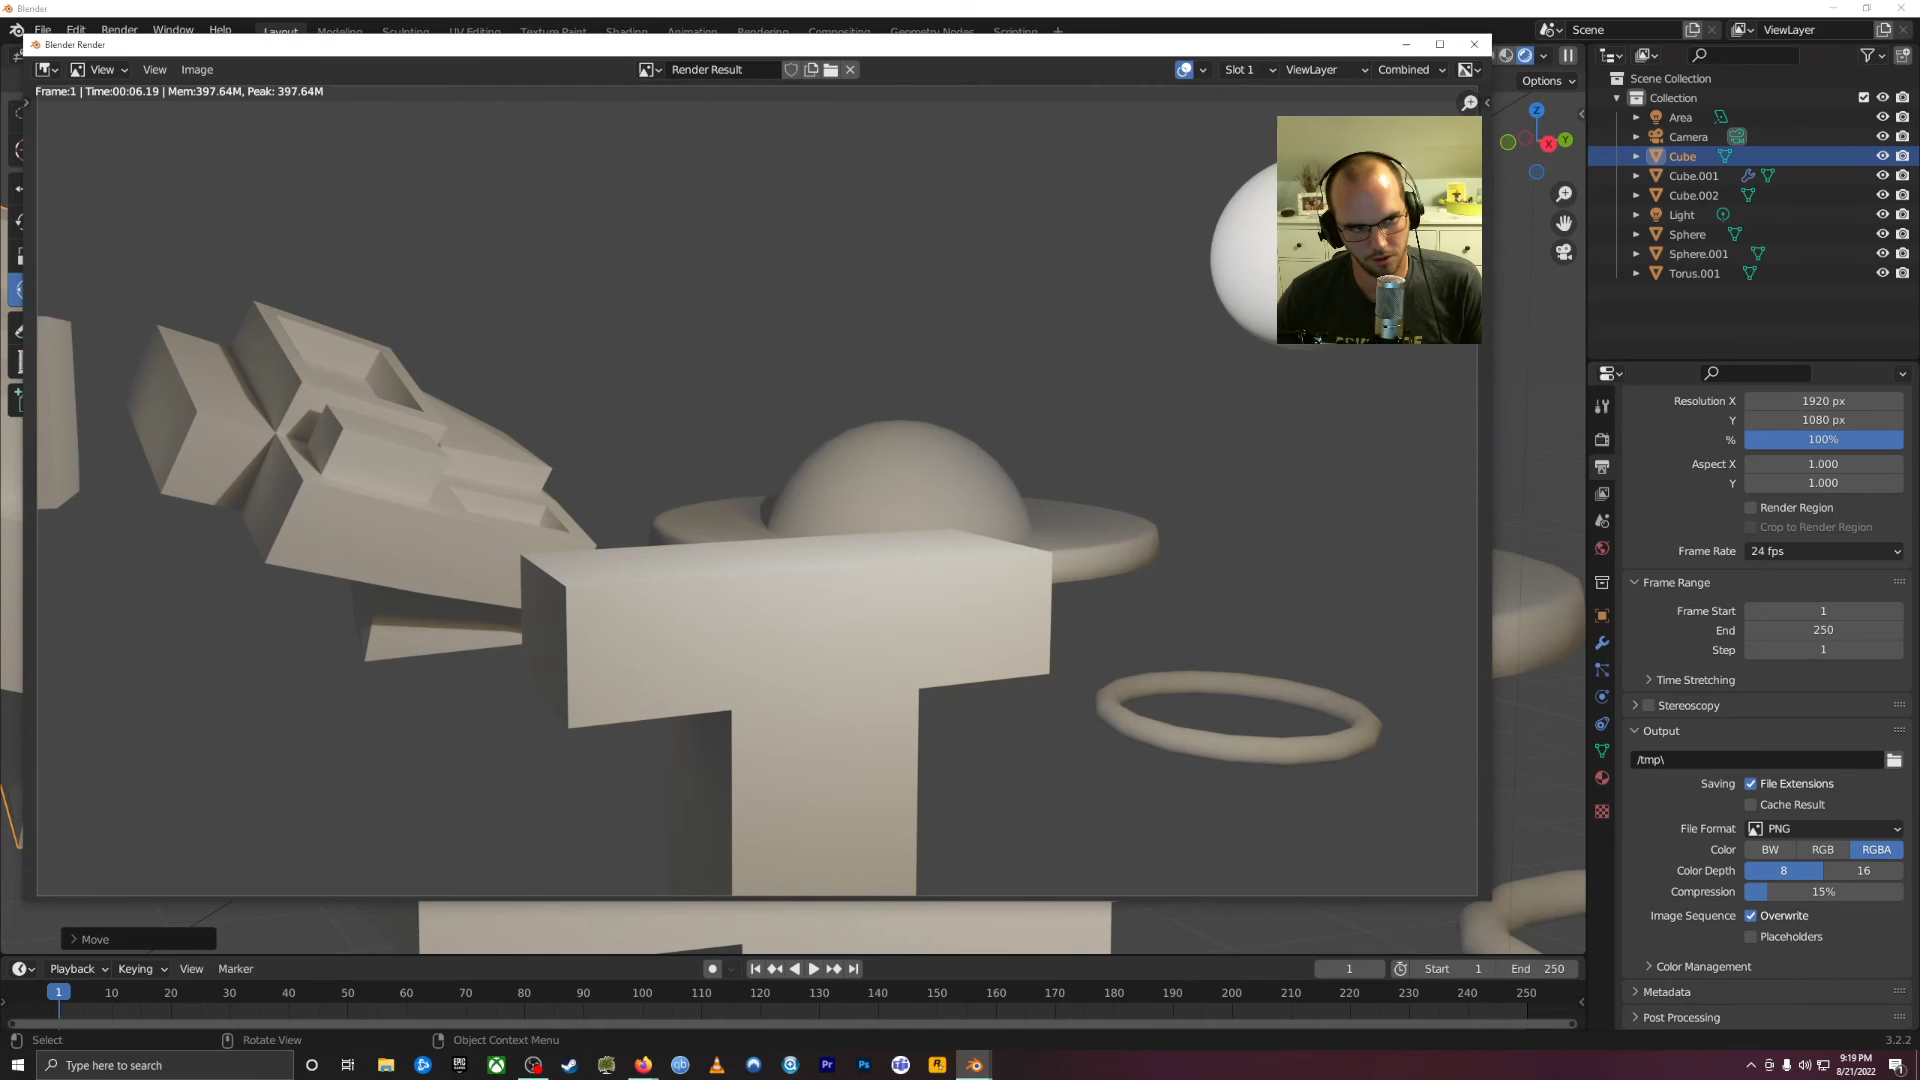 Blender
File Edit Render Window Help Layout Modeling Sculpting UV Editing Texture Paint Shading Animation Rendering Compositing Geometry Nodes Scripting + Scene ViewLayer
Blender Render
View View Image Render Result Slot 1 ViewLayer Combined
Options
Frame:1 | Time:00:06.19 | Mem:397.64M, Peak: 397.64M
Z
Y
X
Scene Collection
Collection
Area
Camera
Cube
Cube.001
Cube.002
Light
Sphere
Sphere.001
Torus.001
Resolution X 1920 px
Y 1080 px
% 100%
Aspect X 1.000
Y 1.000
Render Region
Crop to Render Region
Frame Rate 24 fps
Frame Range
Frame Start 1
End 250
Step 1
Time Stretching
Stereoscopy
Output
/tmp\
Saving File Extensions
Cache Result
File Format PNG
Color BW RGB RGBA
Color Depth 8 16
Compression 15%
Image Sequence Overwrite
Placeholders
Color Management
Metadata
Post Processing
Move
Playback Keying View Marker 1 Start 1 End 250
1 10 20 30 40 50 60 70 80 90 100 110 120 130 140 150 160 170 180 190 200 210 220 230 240 250
Select Rotate View Object Context Menu 3.2.2
Type here to search
EPIC GAMES
qb
Pr
Ps
R
9:19 PM
8/21/2022
1